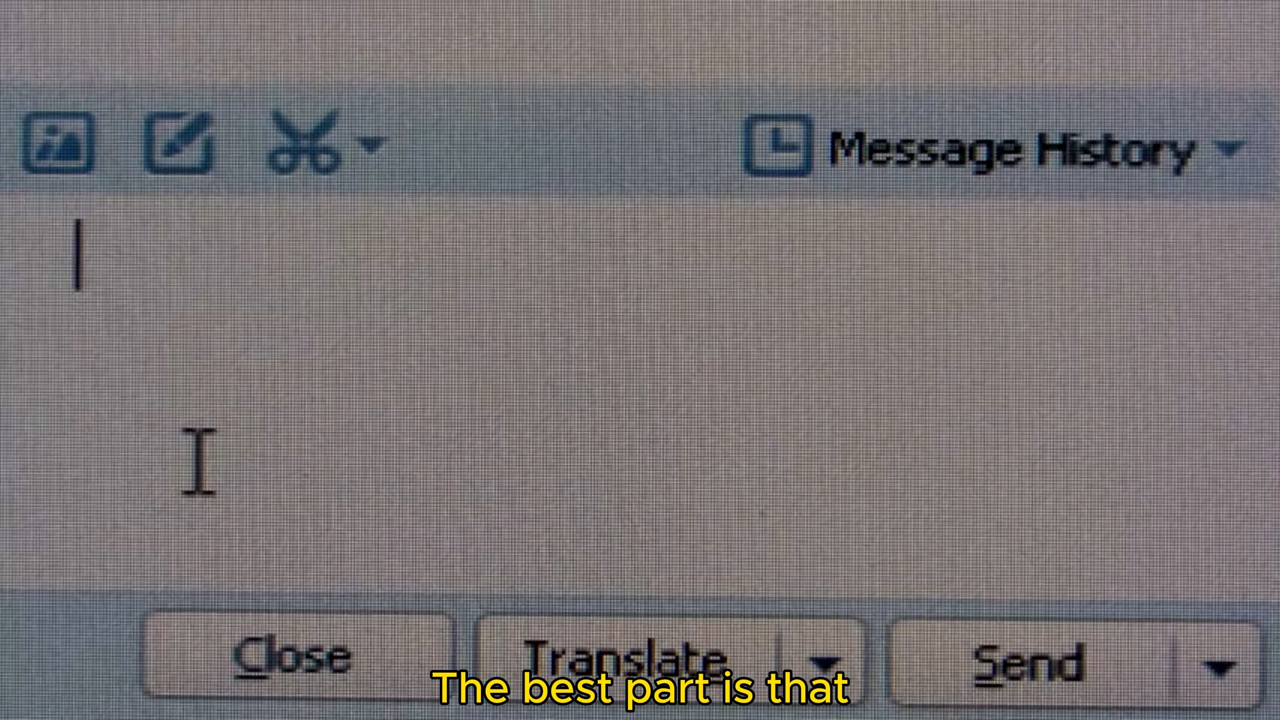 Message History
Close
Translate
Send
The best part is that